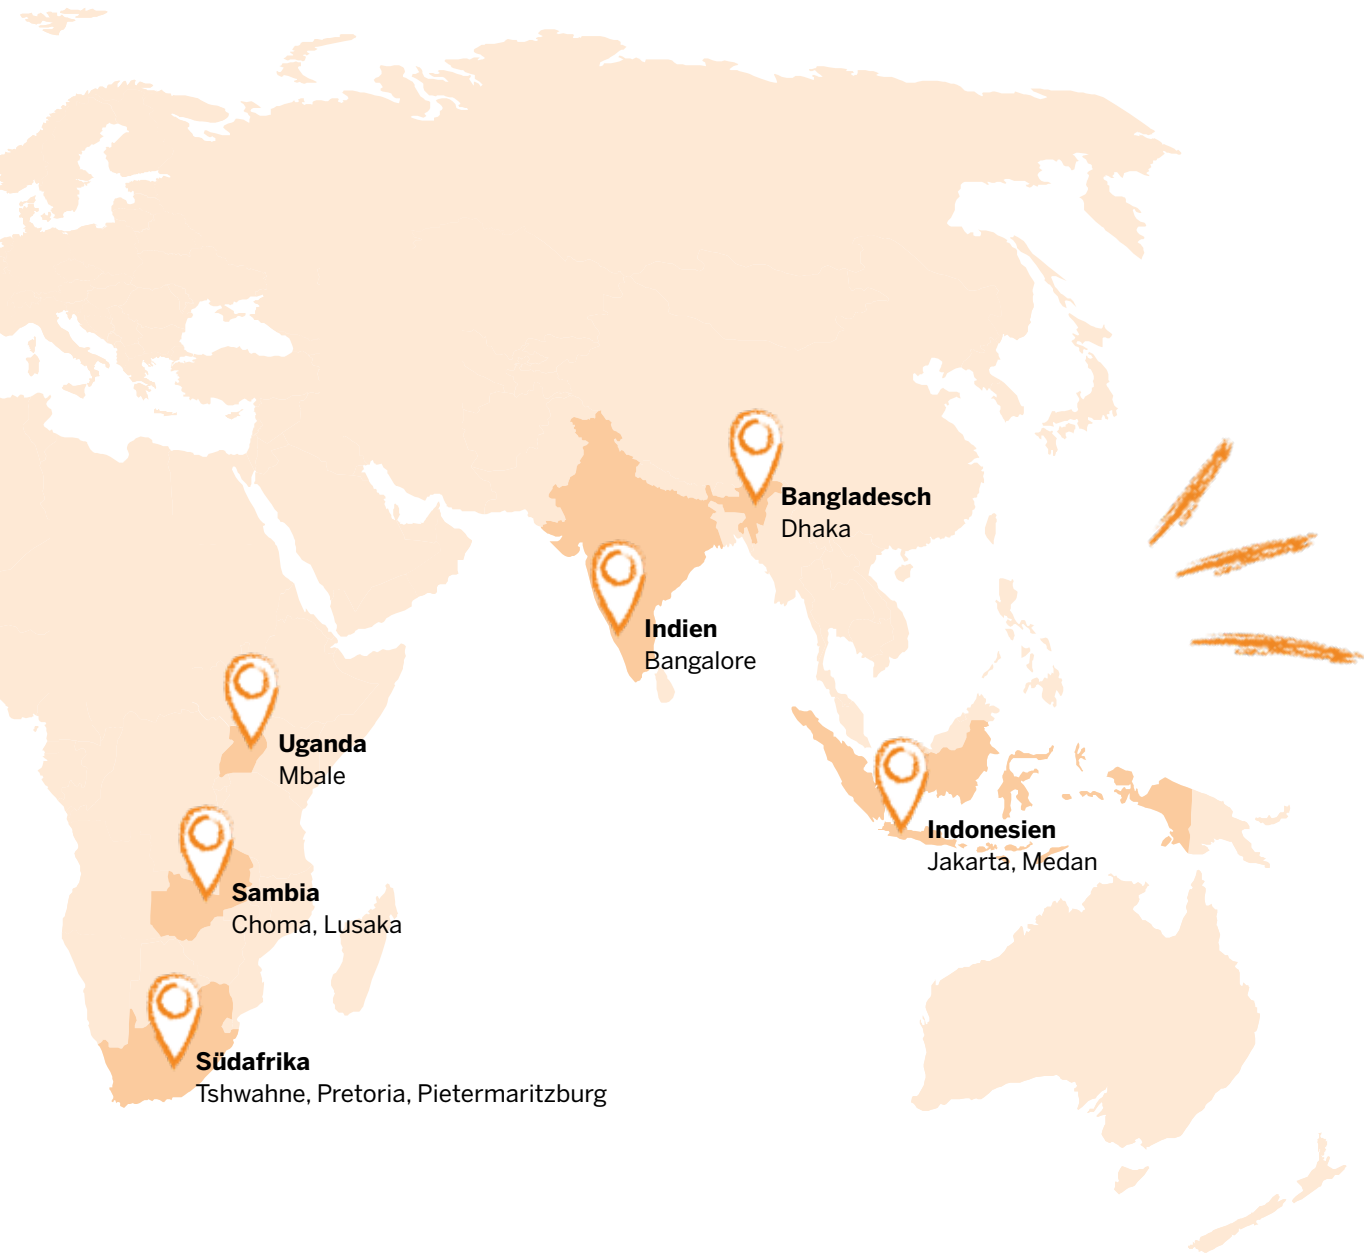 Bangladesch
Dhaka
Indien
Bangalore
Uganda
Mbale
Indonesien
Jakarta, Medan
Sambia
Choma, Lusaka
Südafrika
Tshwahne, Pretoria, Pietermaritzburg